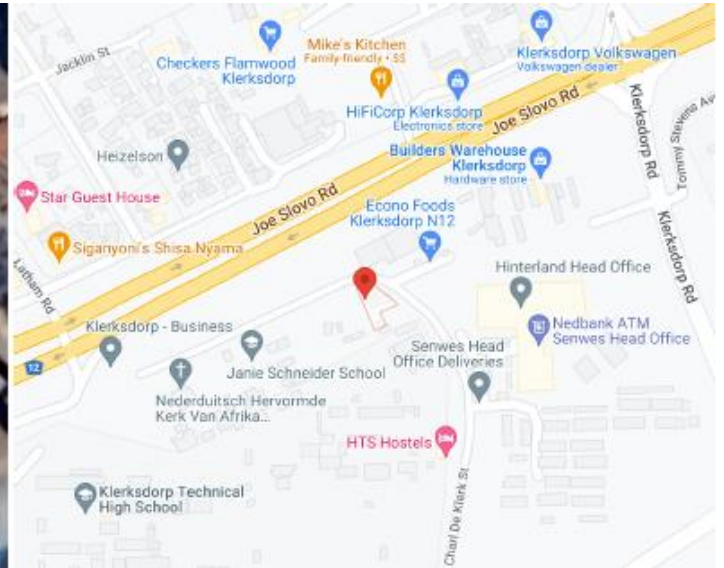 Jacklin St
Checkers Flamwood
Klerksdorp
Mike's Kitchen
Family-friendly • $$
Klerksdorp Volkswagen
Volkswagen dealer
HiFiCorp Klerksdorp
Electronics store
Joe Slovo Rd
Klerksdorp Rd
Tommy Stevens Av
Heizelson
Builders Warehouse
Klerksdorp
Hardware store
Star Guest House
Joe Slovo Rd
Econo Foods
Klerksdorp N12
Siganyoni's Shisa Nyama
Latham Rd
Hinterland Head Office
Klerksdorp Rd
Klerksdorp - Business
Nedbank ATM
Senwes Head Office
12
Janie Schneider School
Senwes Head
Office Deliveries
Nederduitsch Hervormde
Kerk Van Afrika...
HTS Hostels
Klerksdorp Technical
High School
Charl De Klerk St